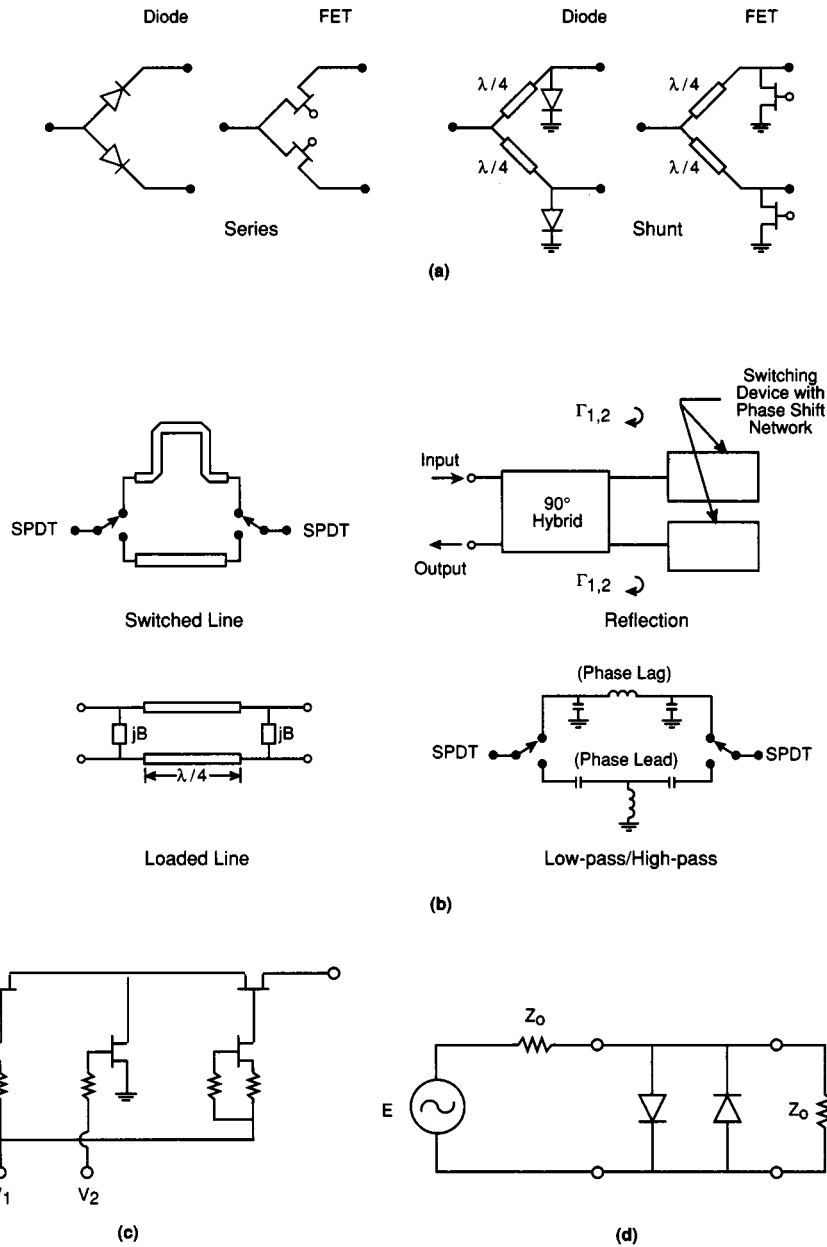 Diode
FET
Diode
FET
λ/4
λ/4
λ/4
λ/4
Series
Shunt
(a)
Switching
Device with
Phase Shift
Network
Γ1,2
Input
90°
Hybrid
SPDT
SPDT
Output
Γ1,2
Switched Line
Reflection
(Phase Lag)
jB
jB
SPDT
(Phase Lead)
SPDT
λ/4
Loaded Line
Low-pass/High-pass
(b)
Zo
E
Zo
V1
V2
(c)
(d)